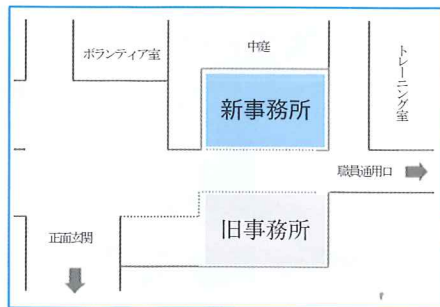 ボランティア室
中庭
トレーニング室
新事務所
職員通用口
旧事務所
正面玄関